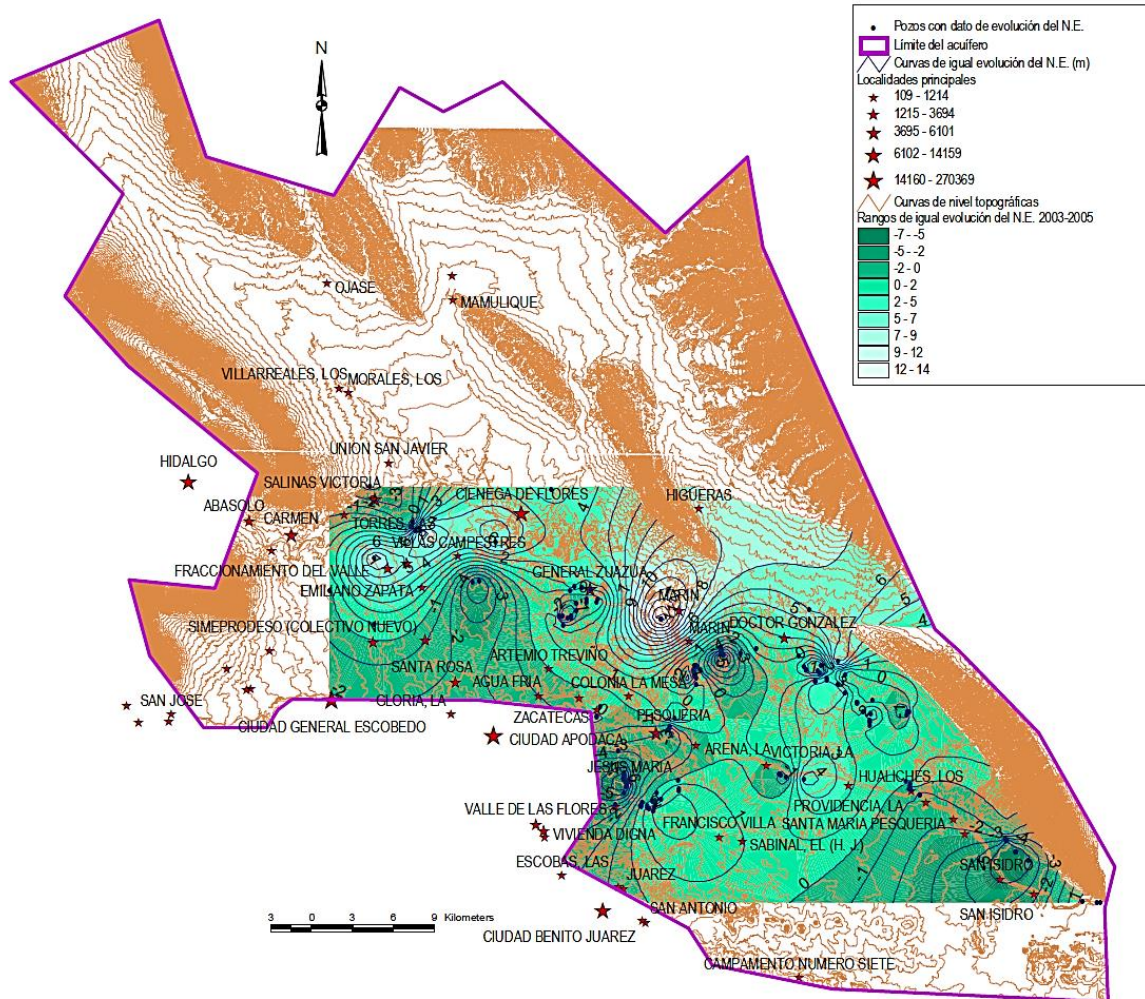 N
Pozos con dato de evolución del N.E.
Límite del acuífero
Curvas de igual evolución del N.E. (m)
Localidades principales
109 - 1214
1215 - 3694
3695 - 6101
6102 - 14159
14160 - 270369
Curvas de nivel topográficas
Rangos de igual evolución del N.E. 2003-2005
-7 - -5
-5 - -2
-2 - 0
0 - 2
2 - 5
5 - 7
7 - 9
9 - 12
12 - 14
OJASE
MAMULIQUE
VILLARREALES, LOS
MORALES, LOS
UNION SAN JAVIER
HIDALGO
SALINAS VICTORIA
CIENEGA DE FLORES
HIGUERAS
ABASOLO
CARMEN
TORRES, LAS
VILLAS CAMPESTRES
FRACCIONAMIENTO DEL VALLE
GENERAL ZUAZUA
EMILIANO ZAPATA
MARIN
MARIN
DOCTOR GONZALEZ
SIMEPRODESO (COLECTIVO NUEVO)
SANTA ROSA
ARTEMIO TREVIÑO
AGUA FRIA
COLONIA LA MESA
SAN JOSE
GLORIA, LA
CIUDAD GENERAL ESCOBEDO
ZACATECAS
PESQUERIA
CIUDAD APODACA
ARENA, LA
VICTORIA, LA
JESUS MARIA
HUALICHES, LOS
VALLE DE LAS FLORES
PROVIDENCIA, LA
VIVIENDA DIGNA
FRANCISCO VILLA
SANTA MARIA PESQUERIA
SABINAL, EL (H. J.)
ESCOBAS, LAS
JUAREZ
SAN ISIDRO
SAN ANTONIO
SAN ISIDRO
CIUDAD BENITO JUAREZ
CAMPAMENTO NUMERO SIETE
3 0 3 6 9 Kilometers